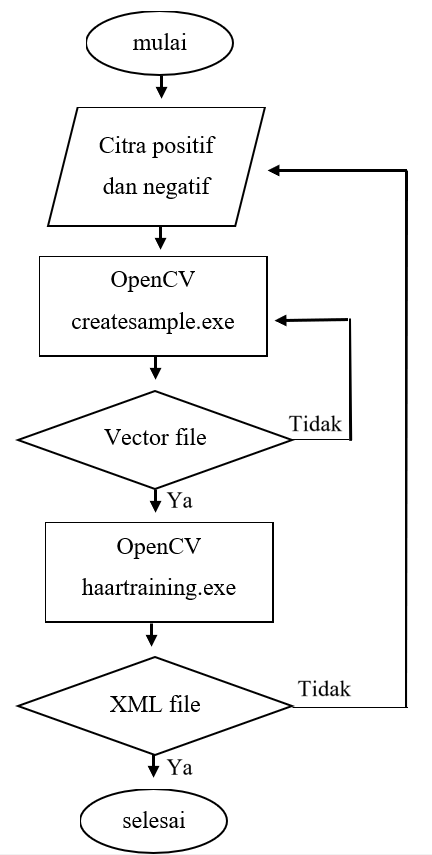 mulai
Citra positif
dan negatif
OpenCV
createsample.exe
Vector file
Tidak
Ya
OpenCV
haartraining.exe
XML file
Tidak
Ya
selesai